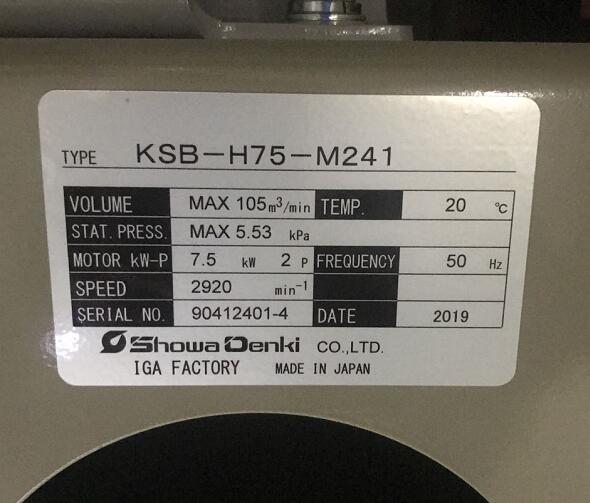 TYPE KSB-H75-M241
VOLUME MAX 105 m³/min TEMP. 20 ℃
STAT. PRESS. MAX 5.53 kPa
MOTOR kW-P 7.5 kW 2 P FREQUENCY 50 Hz
SPEED 2920 min⁻¹
SERIAL NO. 90412401-4 DATE 2019
Showa Denki CO.,LTD.
IGA FACTORY MADE IN JAPAN